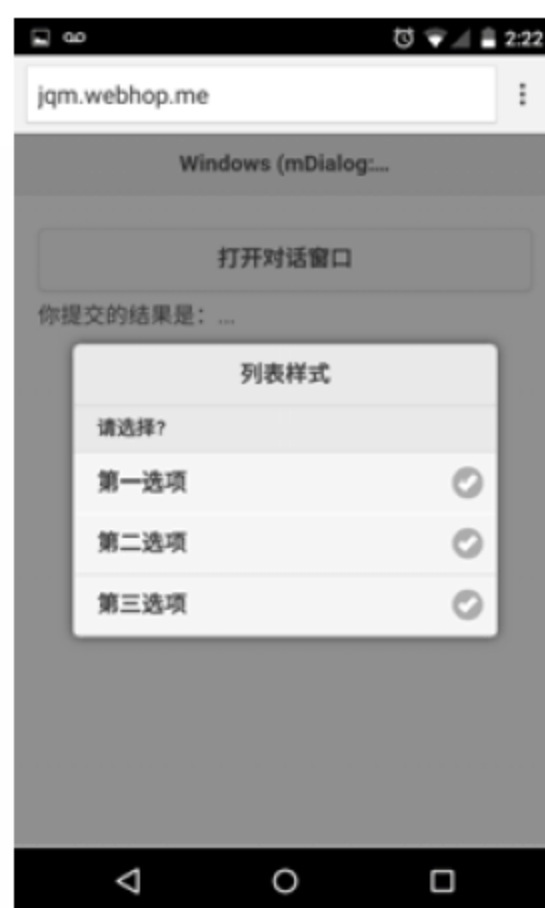 2:22
jqm.webhop.me
Windows (mDialog:...
打开对话窗口
你提交的结果是：...
列表样式
请选择?
第一选项
第二选项
第三选项